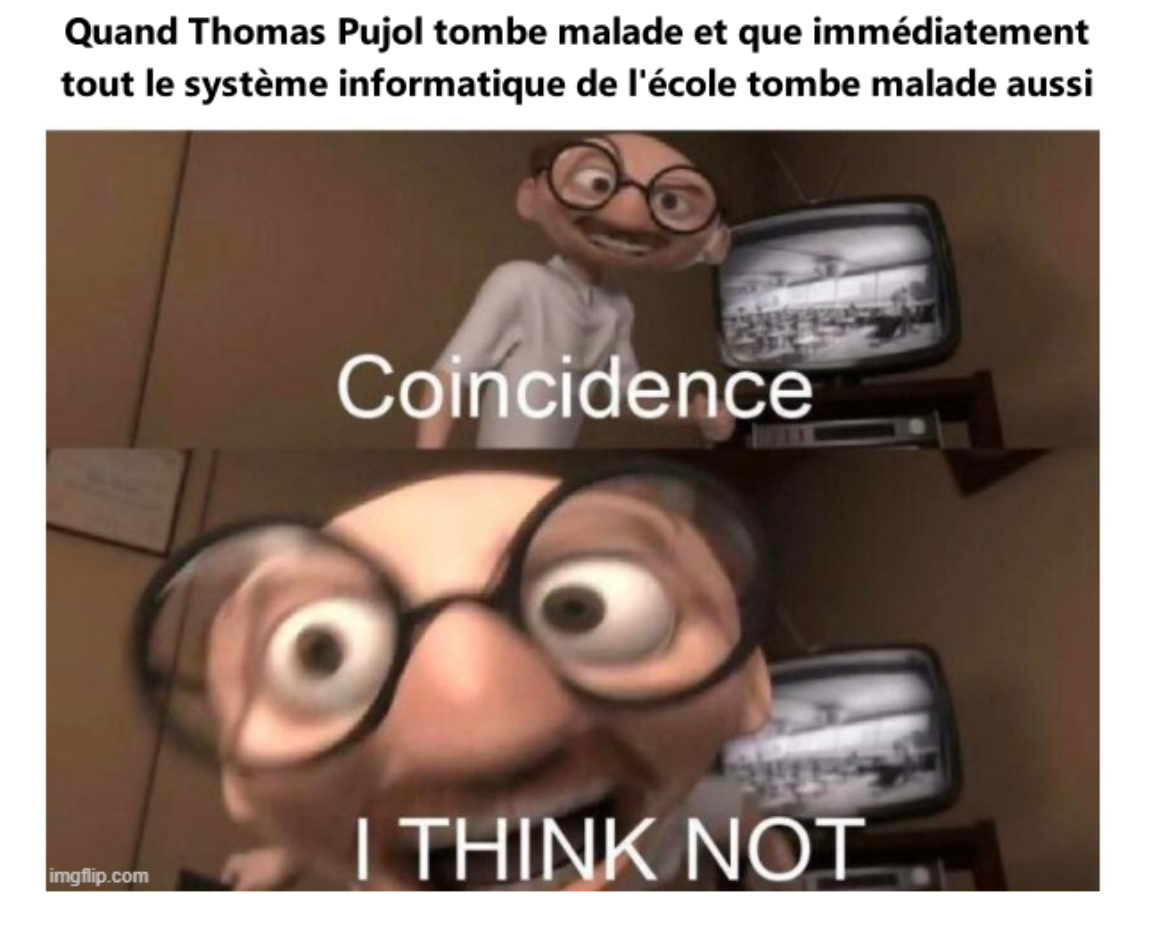 Quand Thomas Pujol tombe malade et que immédiatement
tout le système informatique de l'école tombe malade aussi
Coincidence
I THINK NOT
imgflip.com